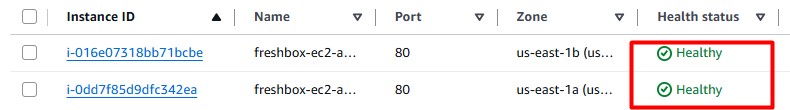 Instance ID Name Port Zone Health status
i-016e07318bb71bcbe freshbox-ec2-a... 80 us-east-1b (us... Healthy
i-0dd7f85d9dfc342ea freshbox-ec2-a... 80 us-east-1a (us... Healthy